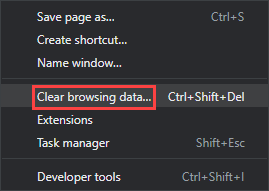 Save page as... Ctrl+S
Create shortcut...
Name window...
Clear browsing data... Ctrl+Shift+Del
Extensions
Task manager Shift+Esc
Developer tools Ctrl+Shift+I